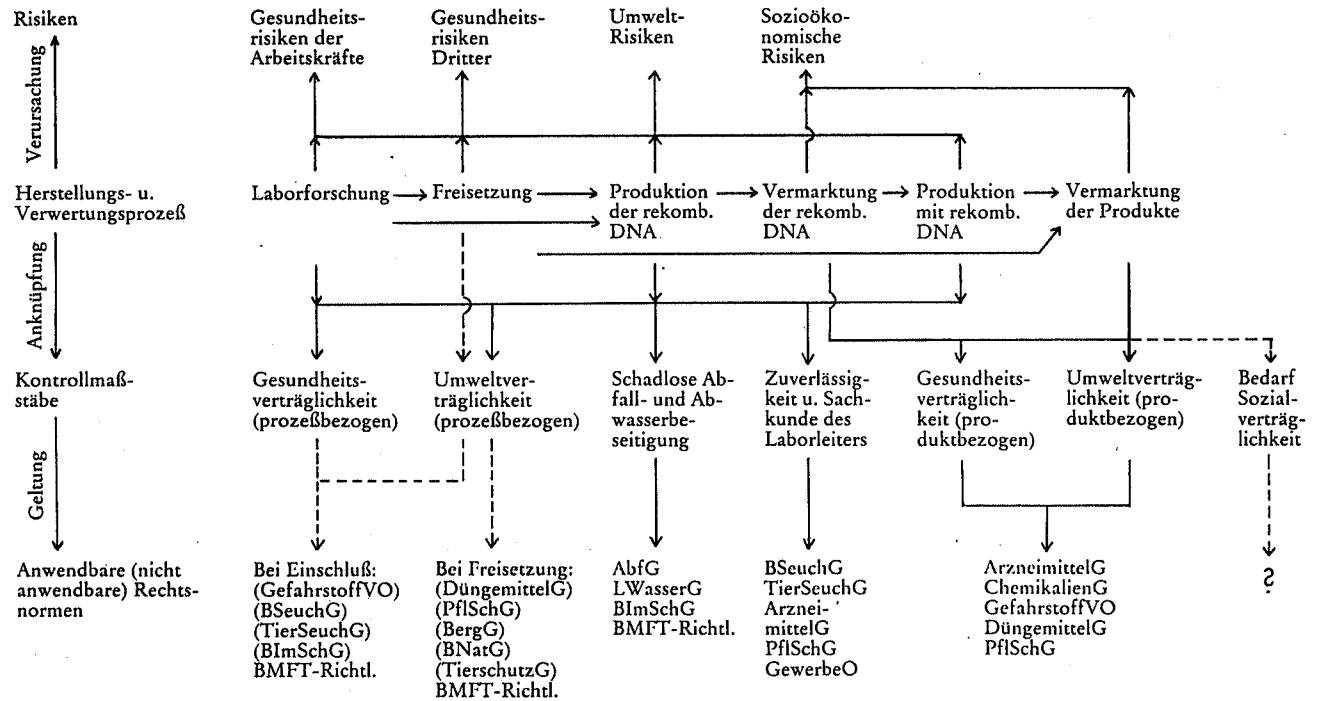 Risiken
Gesundheits-
risiken der
Arbeitskräfte
Gesundheits-
risiken
Dritter
Umwelt-
Risiken
Sozioöko-
nomische
Risiken
Verursachung
Herstellungs- u.
Verwertungsprozeß
Laborforschung
Freisetzung
Produktion
der rekomb.
DNA
Vermarktung
der rekomb.
DNA
Produktion
mit rekomb.
DNA
Vermarktung
der Produkte
Anknüpfung
Kontrollmaß-
stäbe
Gesundheits-
verträglichkeit
(prozeßbezogen)
Umweltver-
träglichkeit
(prozeßbezogen)
Schadlose Ab-
fall- und Ab-
wasserbe-
seitigung
Zuverlässig-
keit u. Sach-
kunde des
Laborleiters
Gesundheits-
verträglich-
keit (pro-
duktbezogen)
Umweltverträg-
lichkeit (pro-
duktbezogen)
Bedarf
Sozial-
verträg-
lichkeit
Geltung
Anwendbare (nicht
anwendbare) Rechts-
normen
Bei Einschluß:
(GefahrstoffVO)
(BSeuchG)
(TierSeuchG)
(BImSchG)
BMFT-Richtl.
Bei Freisetzung:
(DüngemittelG)
(PflSchG)
(BergG)
(BNatG)
(TierschutzG)
BMFT-Richtl.
AbfG
LWasserG
BImSchG
BMFT-Richtl.
BSeuchG
TierSeuchG
Arznei-
mittelG
PflSchG
GewerbeO
ArzneimittelG
ChemikalienG
GefahrstoffVO
DüngemittelG
PflSchG
?